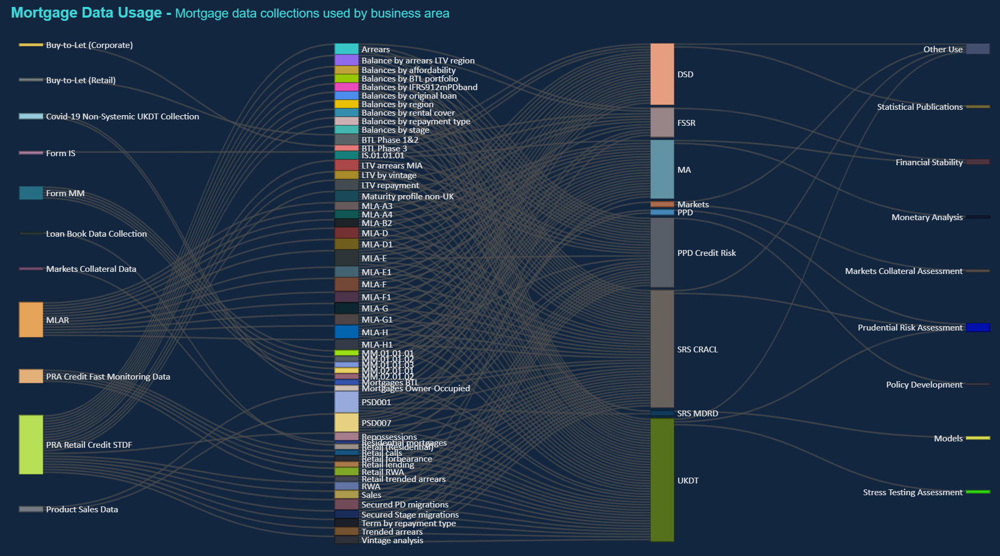 Mortgage Data Usage - Mortgage data collections used by business area
Buy-to-Let (Corporate)
Buy-to-Let (Retail)
Covid-19 Non-Systemic UKDT Collection
Form IS
Form MM
Loan Book Data Collection
Markets Collateral Data
MLAR
PRA Credit Fast Monitoring Data
PRA Retail Credit STDF
Product Sales Data
Arrears
Balance by arrears LTV region
Balances by affordability
Balances by BTL portfolio
Balances by IFRS912mPDband
Balances by original loan
Balances by region
Balances by rental cover
Balances by repayment type
Balances by stage
BTL Phase 1&2
BTL Phase 3
IS.01.01.01
LTV arrears MIA
LTV by vintage
LTV repayment
Maturity profile non-UK
MLA-A3
MLA-A4
MLA-B2
MLA-D
MLA-D1
MLA-E
MLA-E1
MLA-F
MLA-F1
MLA-G
MLA-G1
MLA-H
MLA-H1
MM.01.01.01
MM.01.01.02
MM.01.01.03
MM.02.01.01
MM.02.01.02
Mortgages BTL
Mortgages Owner-Occupied
PSD001
PSD007
Repossessions
Residential mortgages
Retail (Residential)
Retail calls
Retail forbearance
Retail lending
Retail RWA
Retail trended arrears
RWA
Sales
Secured PD migrations
Secured Stage migrations
Term by repayment type
Trended arrears
Vintage analysis
DSD
FSSR
MA
Markets
PPD
PPD Credit Risk
SRS CRACL
SRS MDRD
UKDT
Other Use
Statistical Publications
Financial Stability
Monetary Analysis
Markets Collateral Assessment
Prudential Risk Assessment
Policy Development
Models
Stress Testing Assessment